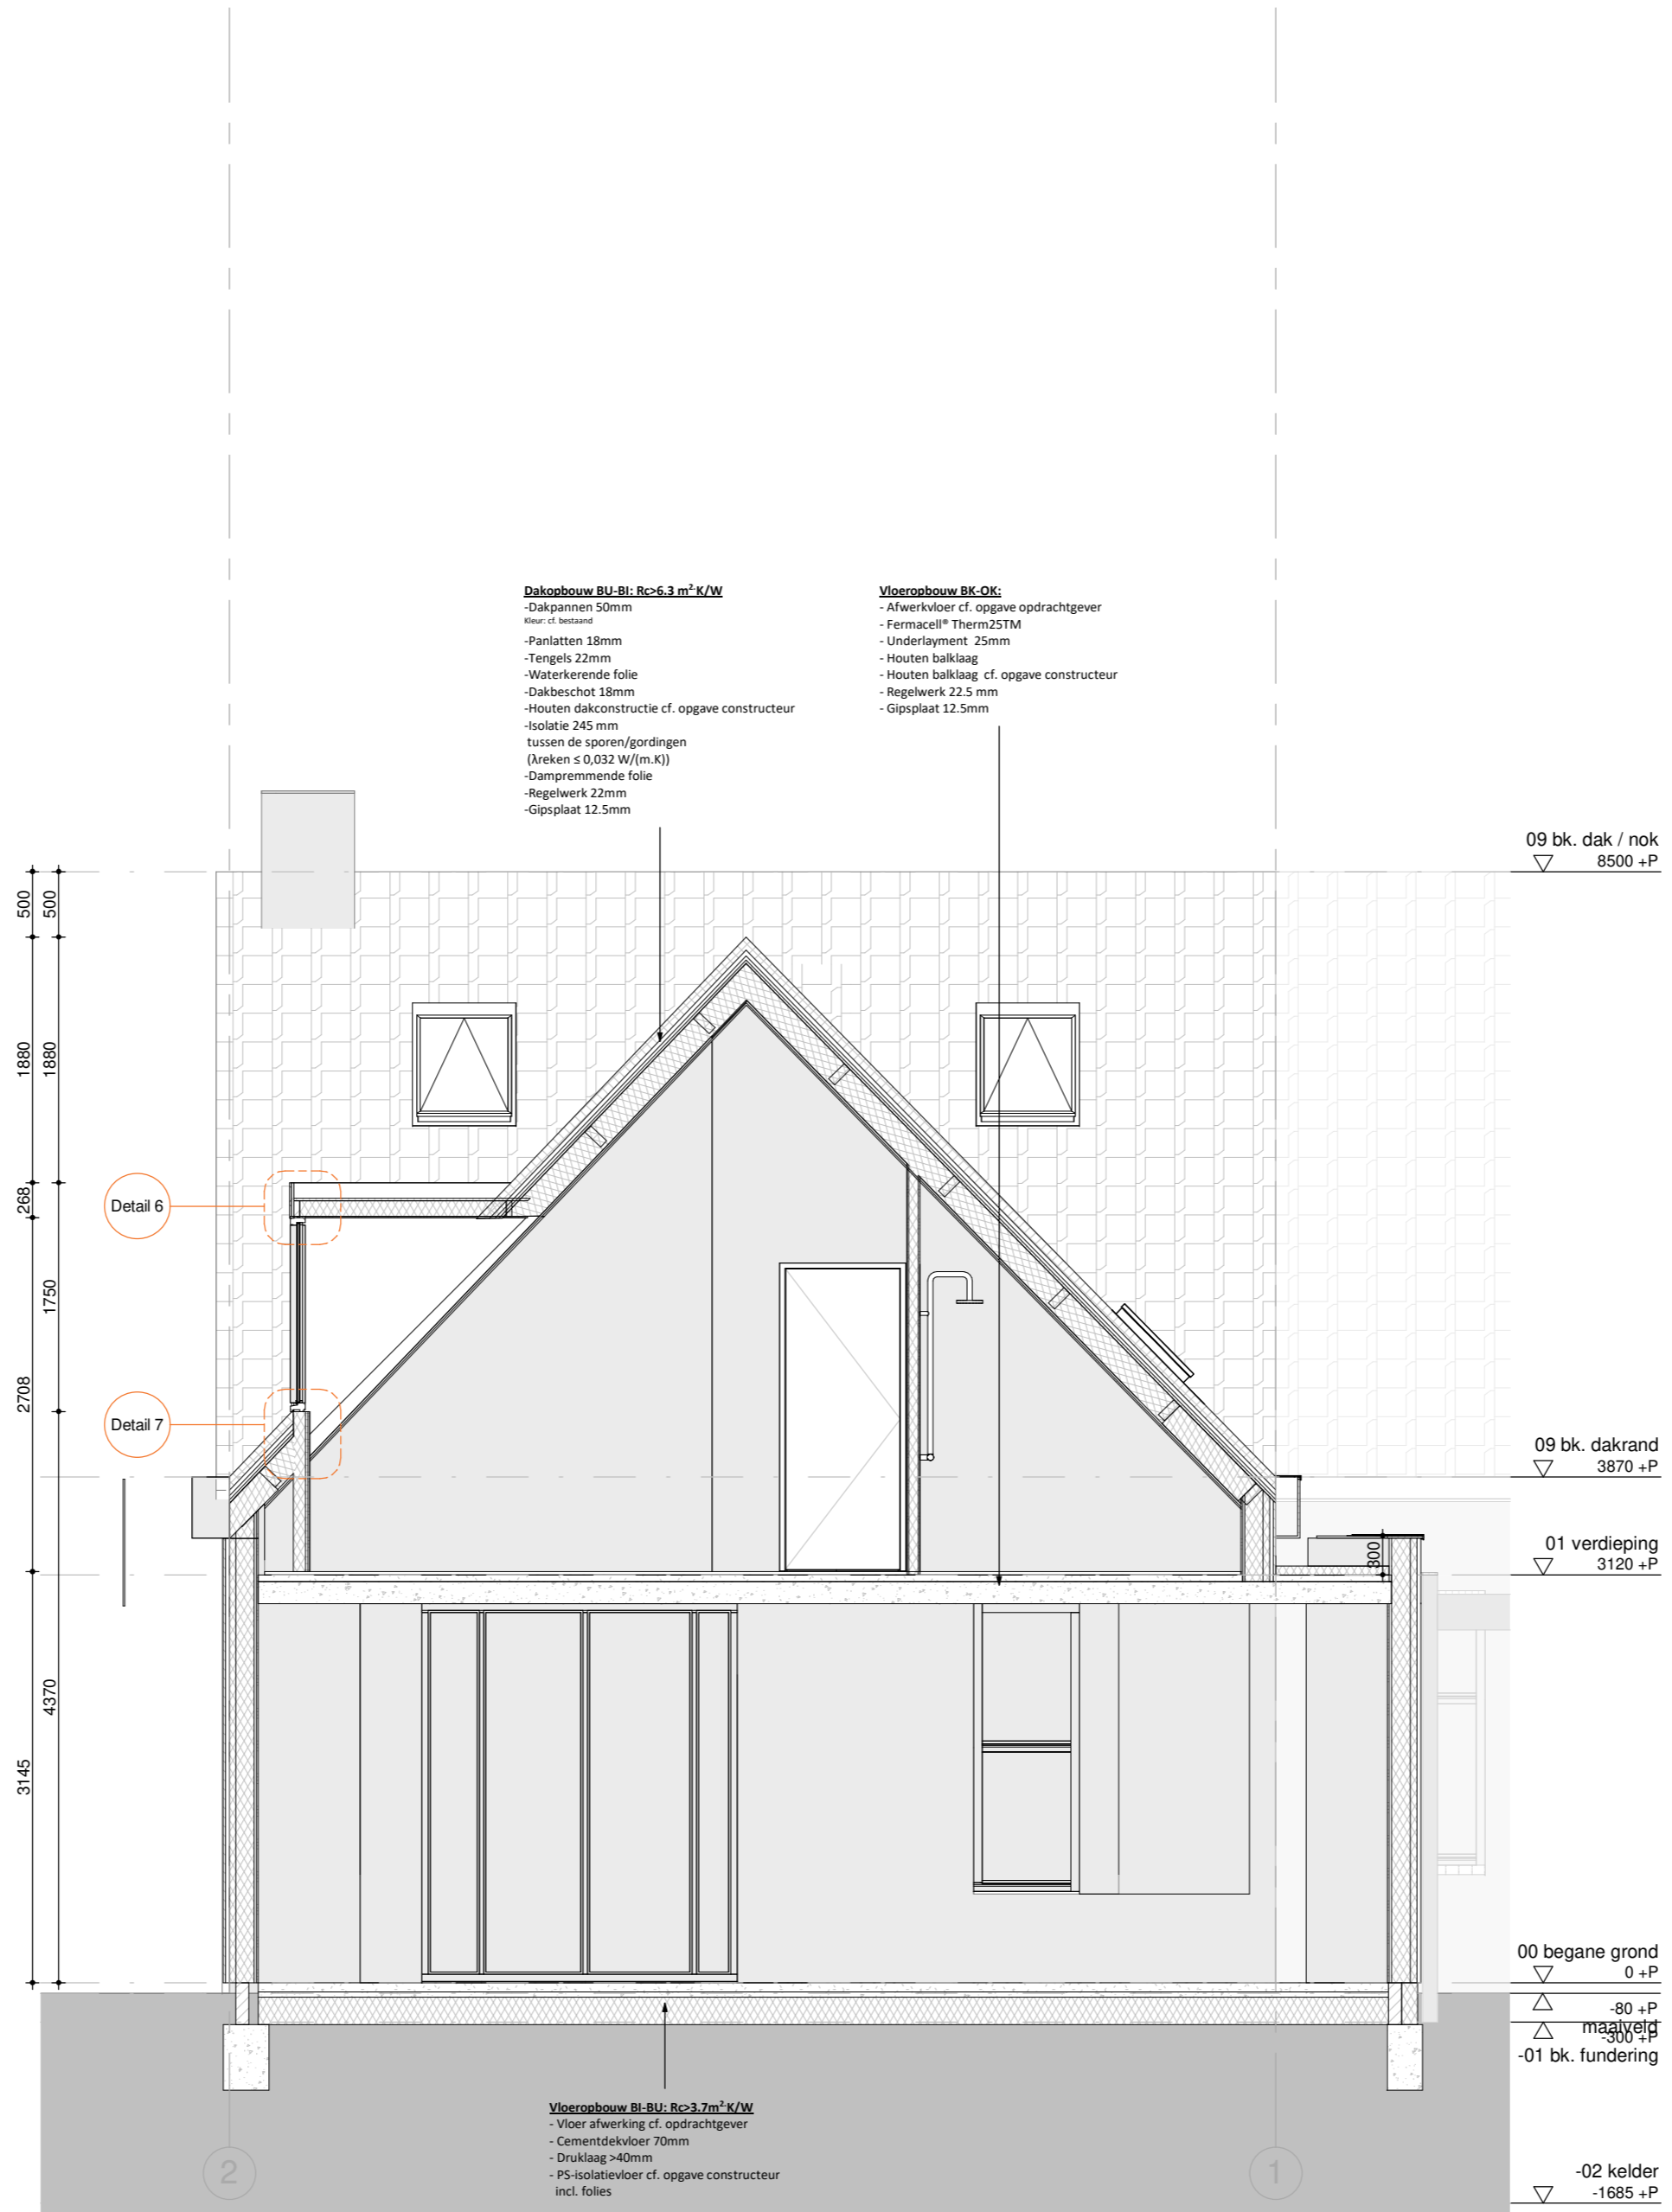 Dakopbouw BU-BI: Rc>6.3 m²·K/W
-Dakpannen 50mm
Kleur: cf. bestaand
-Panlatten 18mm
-Tengels 22mm
-Waterkerende folie
-Dakbeschot 18mm
-Houten dakconstructie cf. opgave constructeur
-Isolatie 245 mm
tussen de sporen/gordingen
(λreken ≤ 0,032 W/(m.K))
-Dampremmende folie
-Regelwerk 22mm
-Gipsplaat 12.5mm
Vloeropbouw BK-OK:
- Afwerkvloer cf. opgave opdrachtgever
- Fermacell® Therm25TM
- Underlayment 25mm
- Houten balklaag
- Houten balklaag cf. opgave constructeur
- Regelwerk 22.5 mm
- Gipsplaat 12.5mm
09 bk. dak / nok
8500 +P
500
500
1880
1880
268
1750
2708
4370
3145
Detail 6
Detail 7
09 bk. dakrand
3870 +P
01 verdieping
3120 +P
300
00 begane grond
0 +P
-80 +P
maaiveld
-300 +P
-01 bk. fundering
Vloeropbouw BI-BU: Rc>3.7m²·K/W
- Vloer afwerking cf. opdrachtgever
- Cementdekvloer 70mm
- Druklaag >40mm
- PS-isolatievloer cf. opgave constructeur
incl. folies
2
1
-02 kelder
-1685 +P